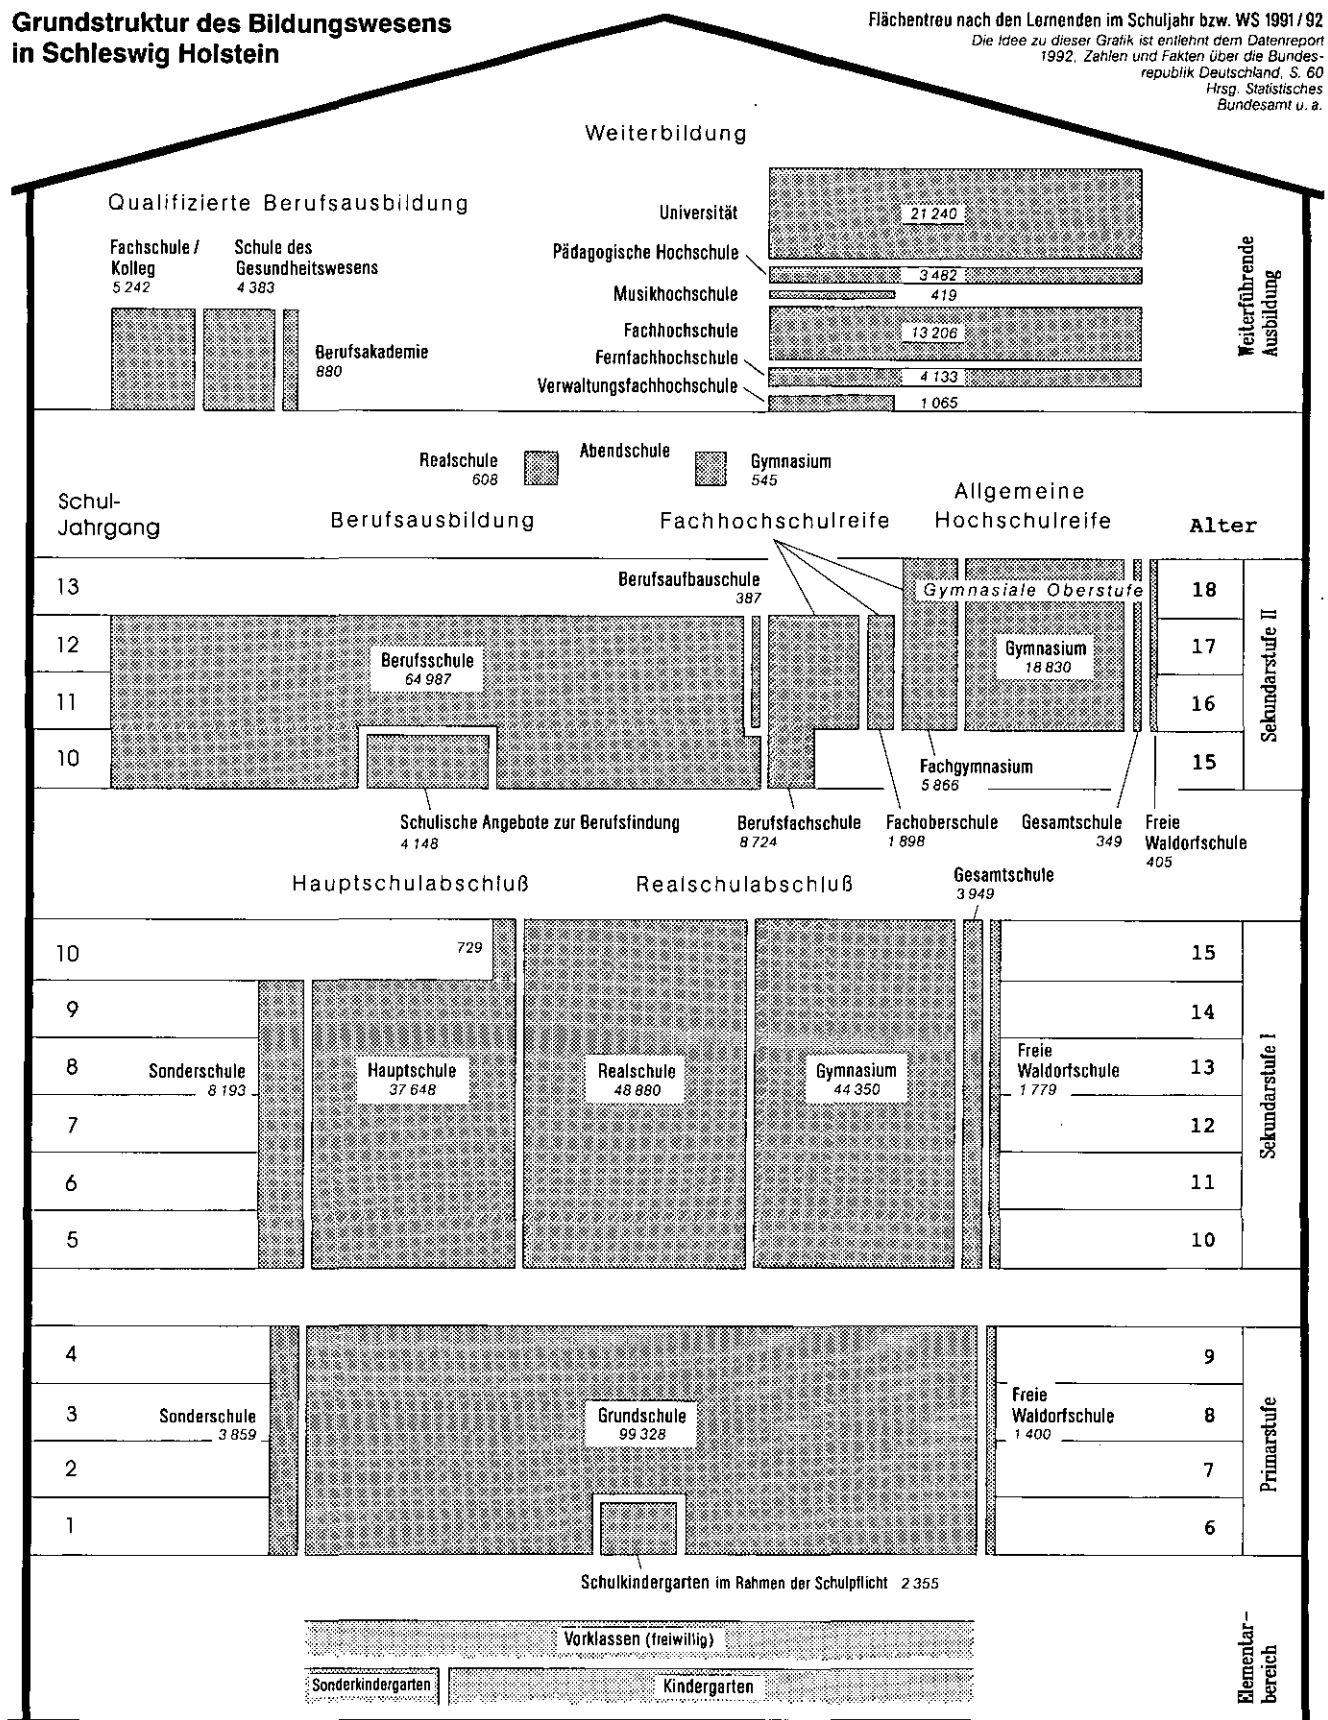 Grundstruktur des Bildungswesens
in Schleswig Holstein
Flächentreu nach den Lernenden im Schuljahr bzw. WS 1991/92
Die Idee zu dieser Grafik ist entlehnt dem Datenreport
1992, Zahlen und Fakten über die Bundes-
republik Deutschland, S. 60
Hrsg. Statistisches
Bundesamt u. a.
Weiterbildung
Qualifizierte Berufsausbildung
Fachschule /
Kolleg
5 242
Schule des
Gesundheitswesens
4 383
Berufsakademie
880
Universität
21 240
Pädagogische Hochschule
3 482
Musikhochschule
419
Fachhochschule
13 206
Fernfachhochschule
4 133
Verwaltungsfachhochschule
1 065
Weiterführende
Ausbildung
Realschule
608
Abendschule
Gymnasium
545
Schul-
Jahrgang
Berufsausbildung
Fachhochschulreife
Allgemeine
Hochschulreife
Alter
13
Berufsaufbauschule
387
Gymnasiale Oberstufe
18
12
Berufsschule
64 987
Gymnasium
18 830
17
11
16
10
Fachgymnasium
5 866
15
Sekundarstufe II
Schulische Angebote zur Berufsfindung
4 148
Berufsfachschule
8 724
Fachoberschule
1 898
Gesamtschule
349
Freie
Waldorfschule
405
Hauptschulabschluß
Realschulabschluß
Gesamtschule
3 949
10
729
15
9
14
8
Sonderschule
8 193
Hauptschule
37 648
Realschule
48 880
Gymnasium
44 350
Freie
Waldorfschule
1 779
13
7
12
6
11
5
10
Sekundarstufe I
4
9
3
Sonderschule
3 859
Grundschule
99 328
Freie
Waldorfschule
1 400
8
2
7
1
6
Primarstufe
Schulkindergarten im Rahmen der Schulpflicht 2 355
Vorklassen (freiwillig)
Sonderkindergarten
Kindergarten
Elementar-
bereich